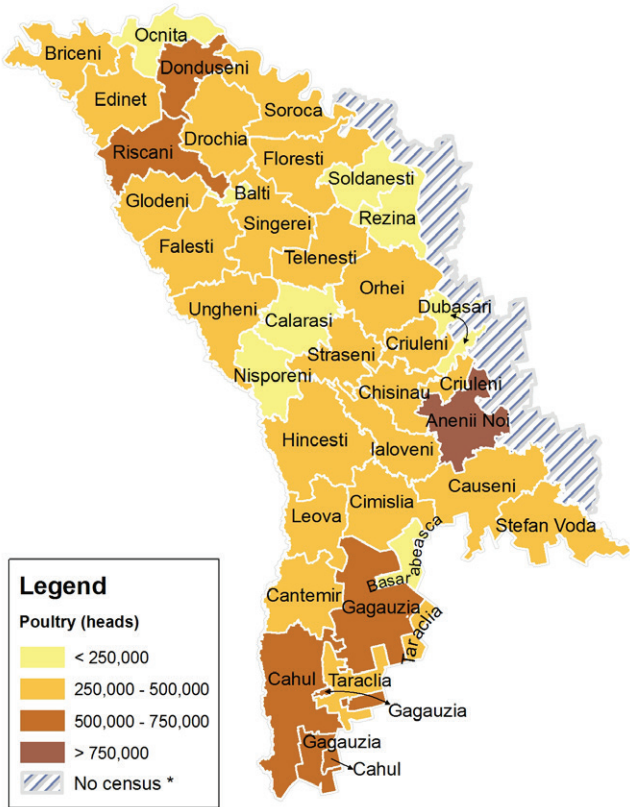 Ocnita
Briceni
Donduseni
Edinet
Soroca
Drochia
Riscani
Floresti
Soldanesti
Balti
Glodeni
Rezina
Singerei
Falesti
Telenesti
Orhei
Ungheni
Dubasari
Calarasi
Criuleni
Straseni
Nisporeni
Chisinau
Criuleni
Anenii Noi
Hincesti
Ialoveni
Causeni
Cimislia
Leova
Stefan Voda
Basarabeasca
Cantemir
Gagauzia
Taraclia
Cahul
Taraclia
Gagauzia
Gagauzia
Cahul
Legend
Poultry (heads)
< 250,000
250,000 - 500,000
500,000 - 750,000
> 750,000
No census *